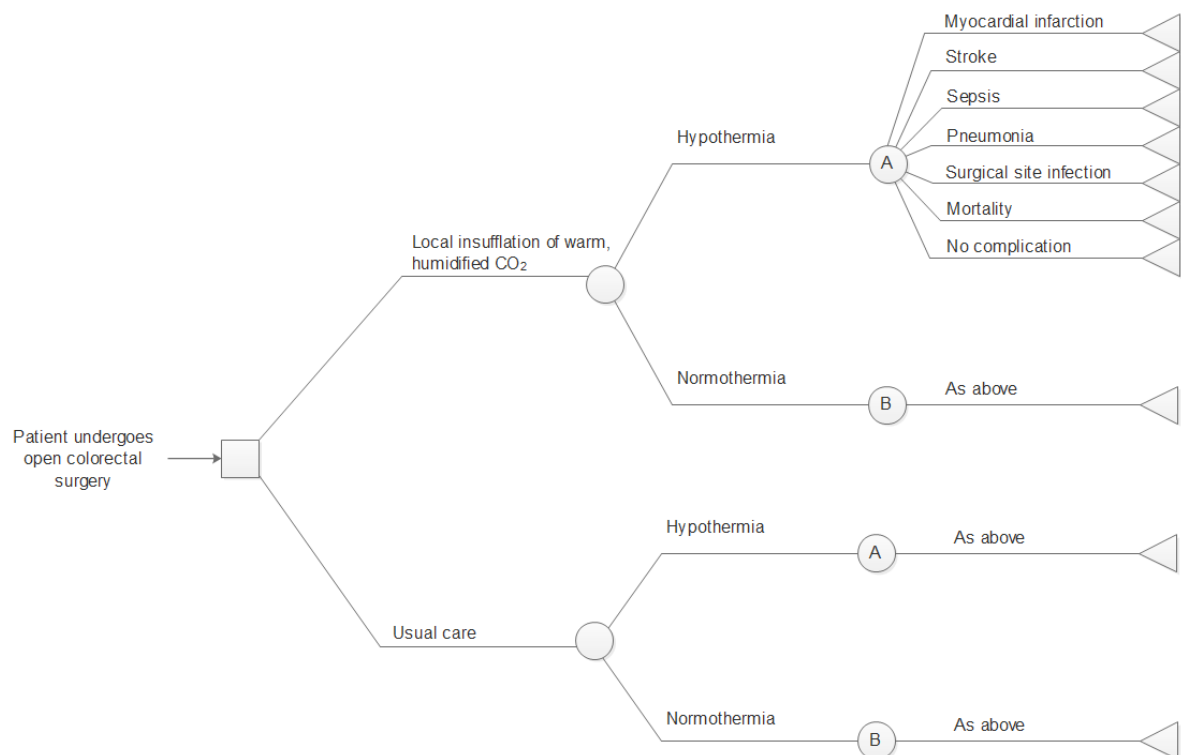 Myocardial infarction
Stroke
Sepsis
Hypothermia
A
Pneumonia
Surgical site infection
Mortality
No complication
Local insufflation of warm,
humidified CO₂
Normothermia
B
As above
Patient undergoes
open colorectal
surgery
Hypothermia
A
As above
Usual care
Normothermia
B
As above